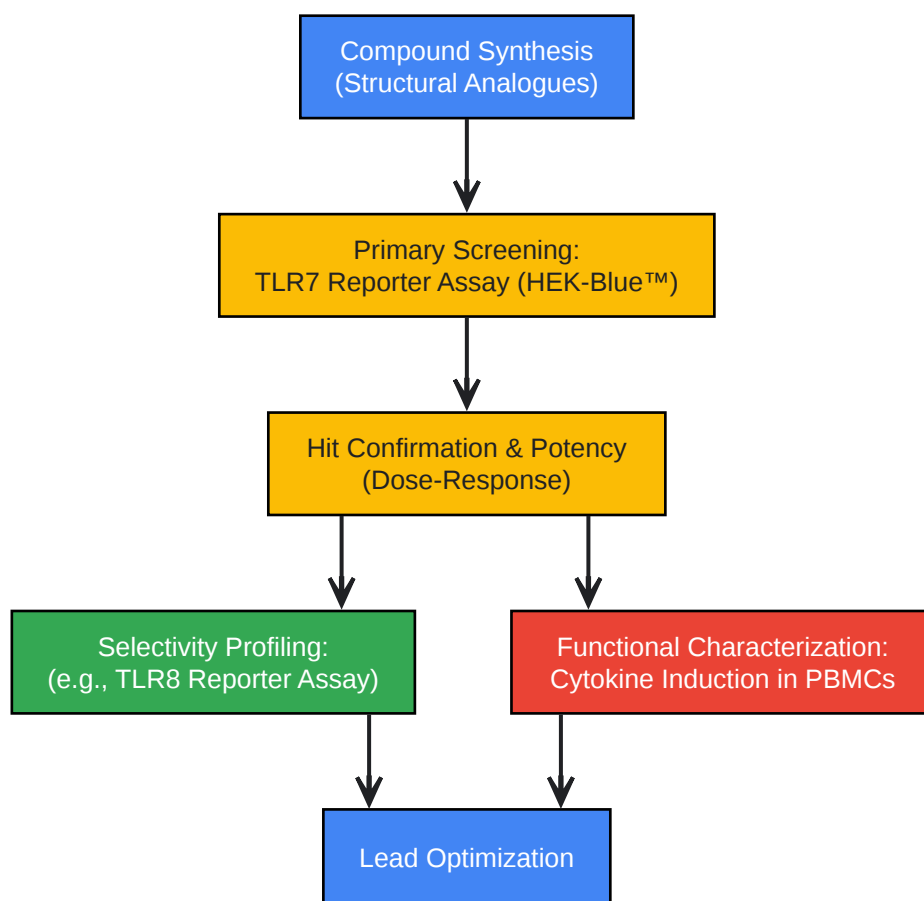 Compound Synthesis
(Structural Analogues)
Primary Screening:
TLR7 Reporter Assay (HEK-Blue™)
Hit Confirmation & Potency
(Dose-Response)
Selectivity Profiling:
(e.g., TLR8 Reporter Assay)
Functional Characterization:
Cytokine Induction in PBMCs
Lead Optimization